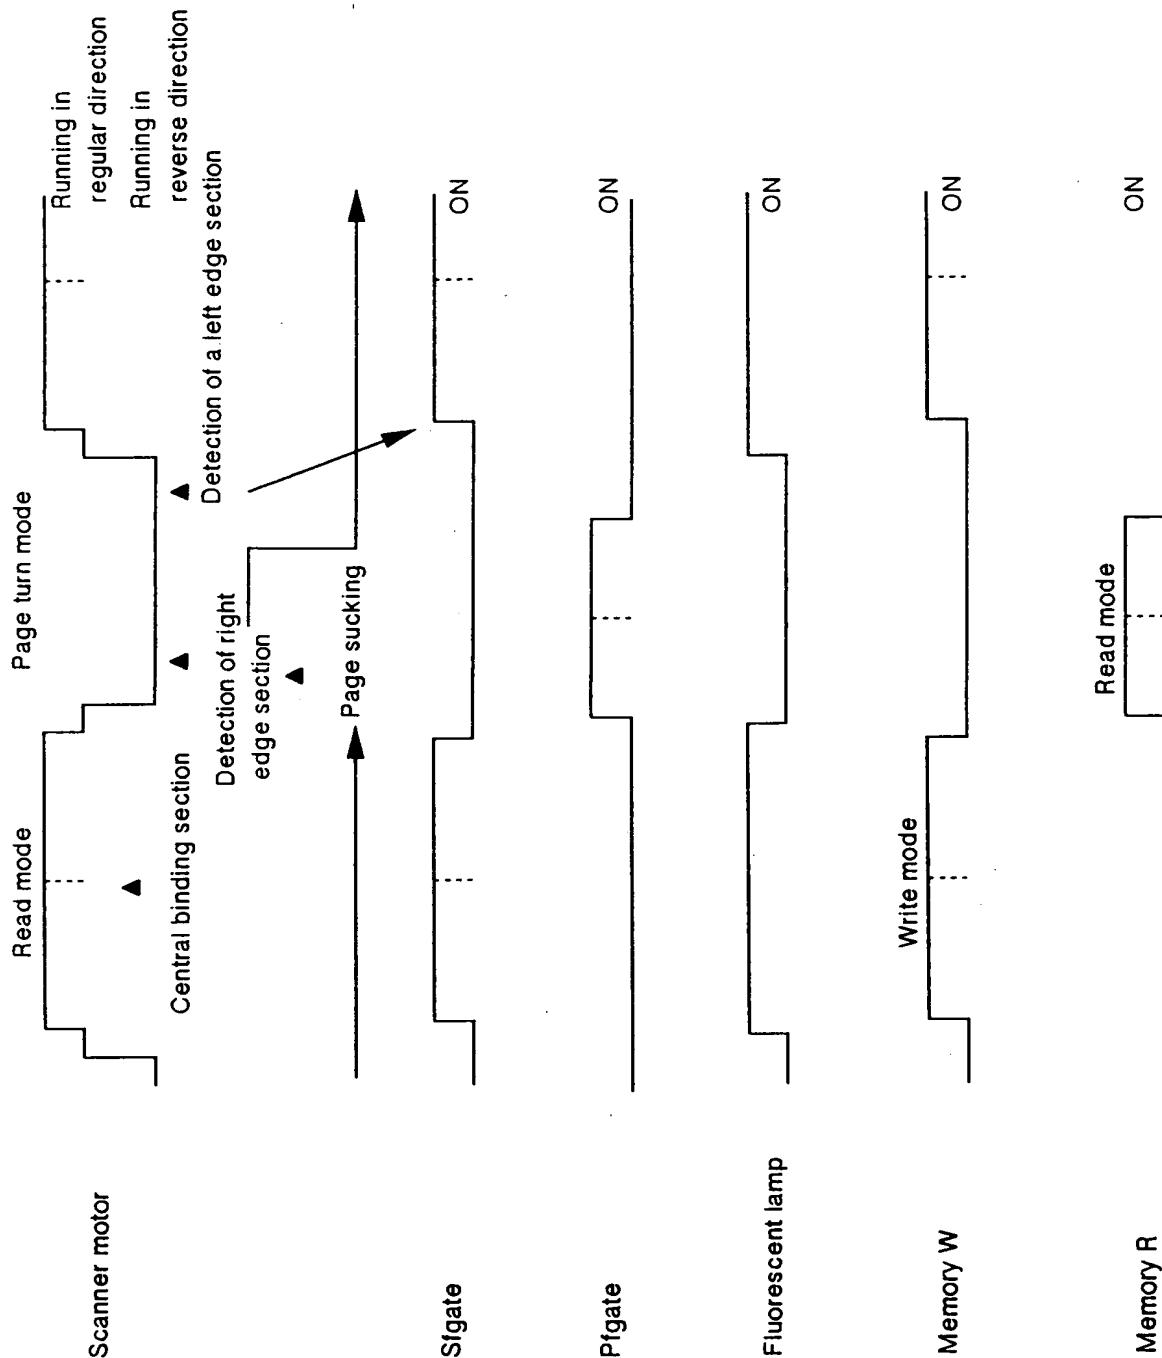 Scanner motor
Read mode
Page turn mode
Running in
regular direction
Running in
reverse direction
Central binding section
Detection of right
edge section
Detection of a left edge section
Page sucking
Sfgate
ON
Pfgate
ON
Fluorescent lamp
ON
Memory W
Write mode
ON
Memory R
Read mode
ON